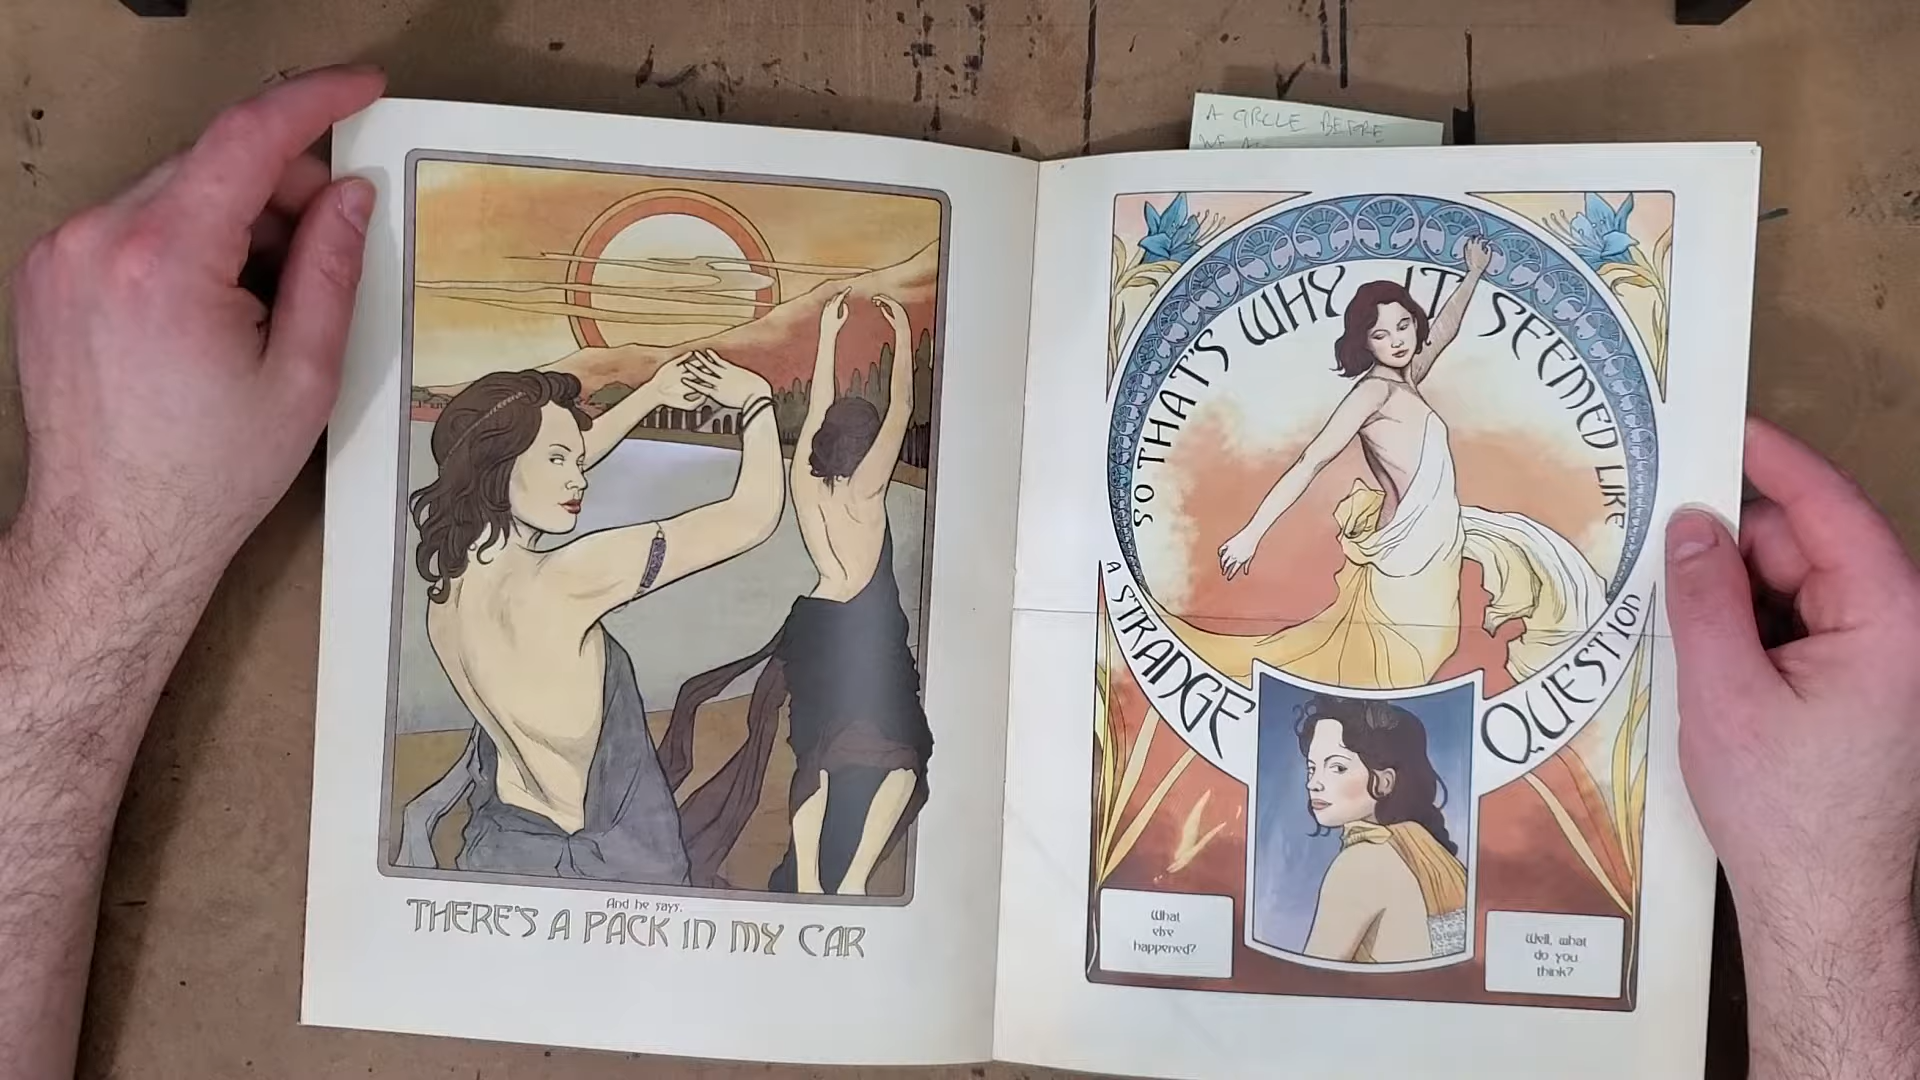 A CIRCLE BEFORE
WE
And he says,
THERE'S A PACK IN MY CAR
SO THAT'S WHY IT SEEMED LIKE
A STRANGE QUESTION
What
else
happened?
Well, what
do you
think?